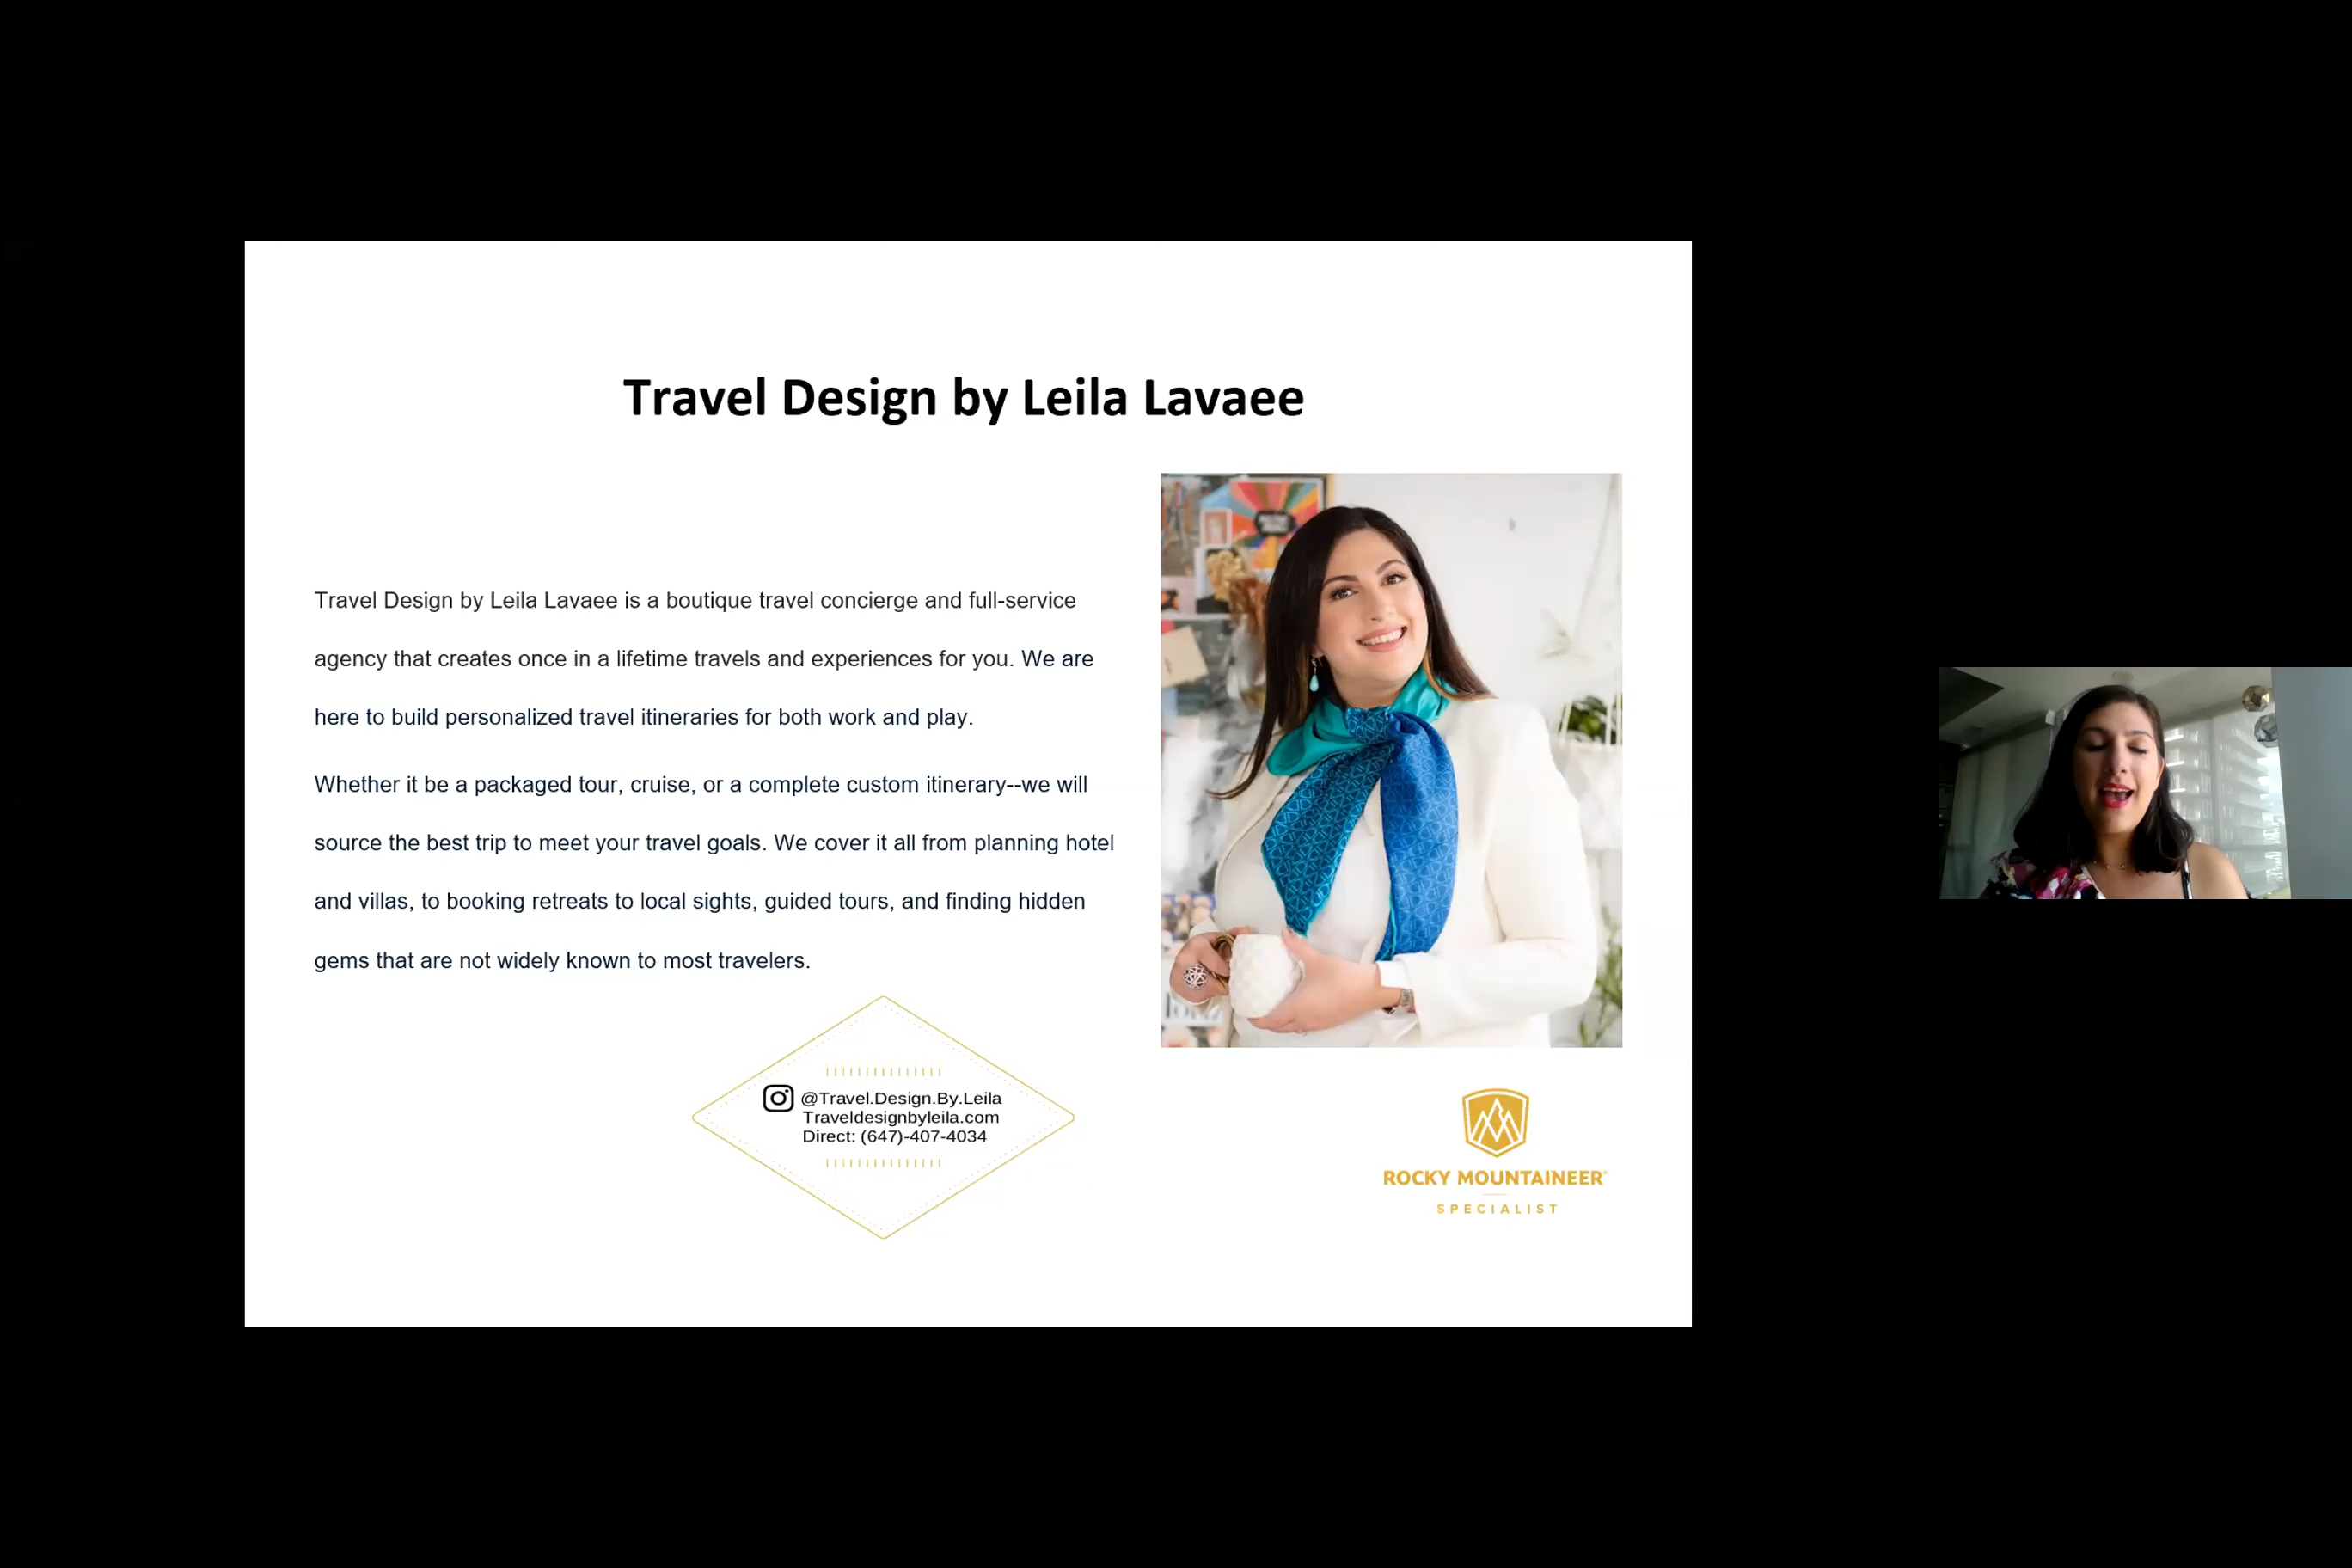 Travel Design by Leila Lavaee
Travel Design by Leila Lavaee is a boutique travel concierge and full-service
agency that creates once in a lifetime travels and experiences for you. We are
here to build personalized travel itineraries for both work and play.
Whether it be a packaged tour, cruise, or a complete custom itinerary--we will
source the best trip to meet your travel goals. We cover it all from planning hotel
and villas, to booking retreats to local sights, guided tours, and finding hidden
gems that are not widely known to most travelers.
@Travel.Design.By.Leila
Traveldesignbyleila.com
Direct: (647)-407-4034
ROCKY MOUNTAINEER
SPECIALIST